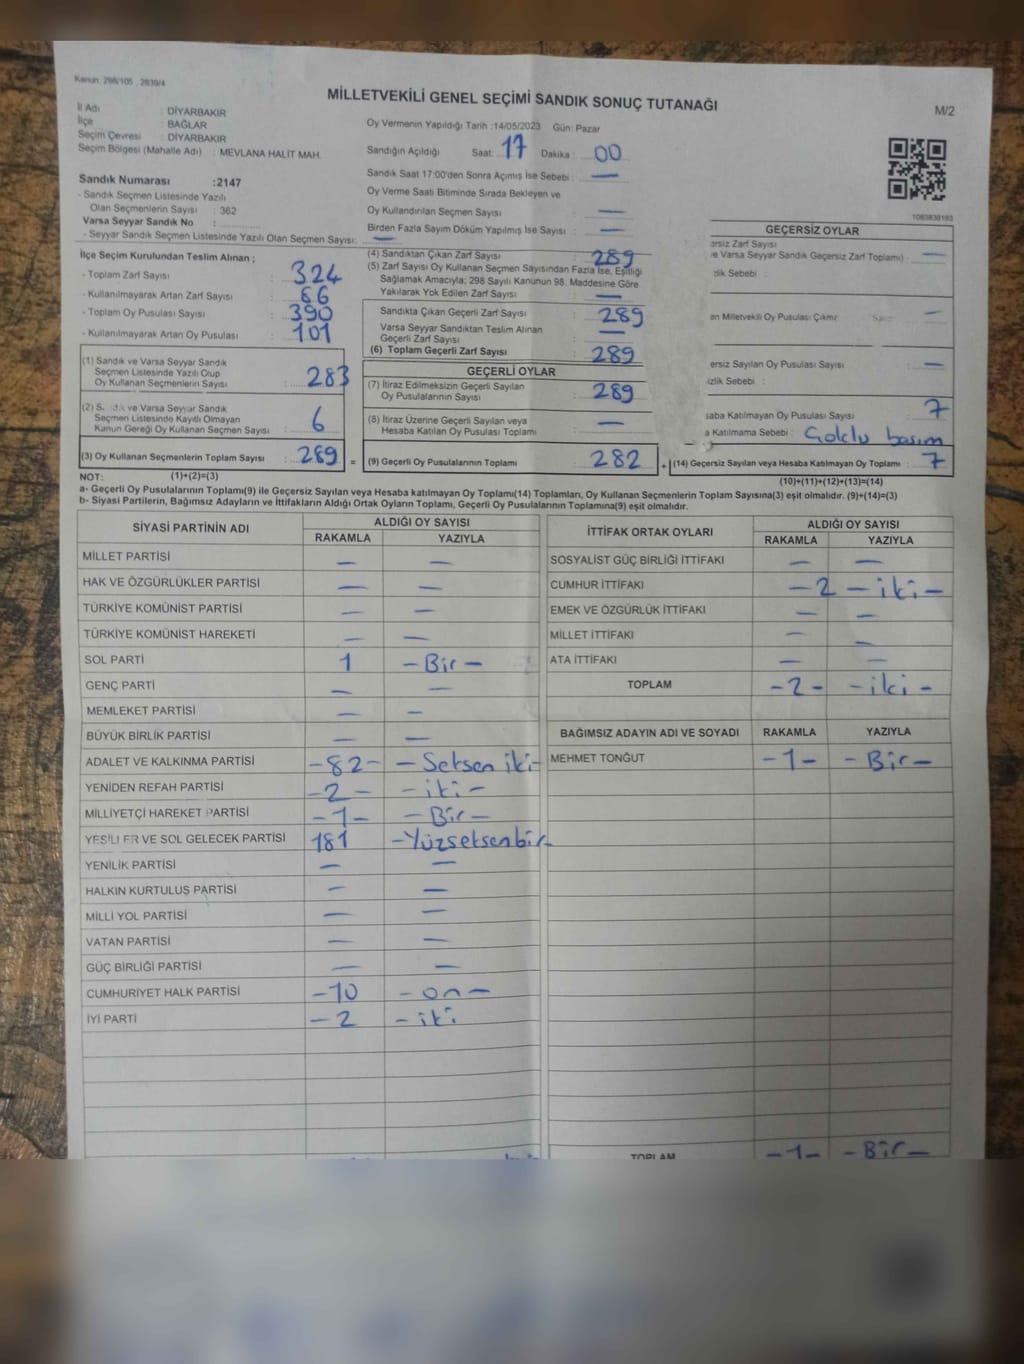 Kanun: 298/105 , 2839/4
MİLLETVEKİLİ GENEL SEÇİMİ SANDIK SONUÇ TUTANAĞI
M/2
İl Adı : DİYARBAKIR
İlçe : BAĞLAR
Seçim Çevresi : DİYARBAKIR
Seçim Bölgesi (Mahalle Adı) : MEVLANA HALİT MAH.
Sandık Numarası :2147
- Sandık Seçmen Listesinde Yazılı
Olan Seçmenlerin Sayısı : 362
Varsa Seyyar Sandık No :
- Seyyar Sandık Seçmen Listesinde Yazılı Olan Seçmen Sayısı: —
Oy Vermenin Yapıldığı Tarih :14/05/2023 Gün: Pazar
Sandığın Açıldığı Saat: 17 Dakika : 00
Sandık Saat 17:00'den Sonra Açılmış İse Sebebi : —
Oy Verme Saati Bitiminde Sırada Bekleyen ve
Oy Kullandırılan Seçmen Sayısı : —
Birden Fazla Sayım Döküm Yapılmış İse Sayısı : —
1083838193
İlçe Seçim Kurulundan Teslim Alınan ;
- Toplam Zarf Sayısı : 324
- Kullanılmayarak Artan Zarf Sayısı : 66
- Toplam Oy Pusulası Sayısı : 390
- Kullanılmayarak Artan Oy Pusulası : 101
(1) Sandık ve Varsa Seyyar Sandık
Seçmen Listesinde Yazılı Olup
Oy Kullanan Seçmenlerin Sayısı : 283
ve Varsa Seyyar Sandık
Seçmen Listesinde Kayıtlı Olmayan
Kanun Gereği Oy Kullanan Seçmen Sayısı : 6
(3) Oy Kullanan Seçmenlerin Toplam Sayısı : 289 =
(4) Sandıktan Çıkan Zarf Sayısı : 289
(5) Zarf Sayısı Oy Kullanan Seçmen Sayısından Fazla İse, Eşitliği
Sağlamak Amacıyla; 298 Sayılı Kanunun 98. Maddesine Göre
Yakılarak Yok Edilen Zarf Sayısı : —
Sandıkta Çıkan Geçerli Zarf Sayısı : 289
Varsa Seyyar Sandıktan Teslim Alınan
Geçerli Zarf Sayısı : —
(6) Toplam Geçerli Zarf Sayısı : 289
GEÇERLİ OYLAR
(7) İtiraz Edilmeksizin Geçerli Sayılan
Oy Pusulalarının Sayısı : 289
(8) İtiraz Üzerine Geçerli Sayılan veya
Hesaba Katılan Oy Pusulası Toplamı : —
(9) Geçerli Oy Pusulalarının Toplamı : 282 +
GEÇERSİZ OYLAR
Zarf Sayısı
Varsa Seyyar Sandık Geçersiz Zarf Toplamı) : —
Sebebi :
Milletvekili Oy Pusulası —
Sayılan Oy Pusulası Sayısı : —
Sebebi :
Katılmayan Oy Pusulası Sayısı : 7
Katılmama Sebebi :
(14) Geçersiz Sayılan veya Hesaba Katılmayan Oy Toplamı : 7
NOT: (1)+(2)=(3)
(10)+(11)+(12)+(13)=(14)
a- Geçerli Oy Pusulalarının Toplamı(9) ile Geçersiz Sayılan veya Hesaba katılmayan Oy Toplamı(14) Toplamları, Oy Kullanan Seçmenlerin Toplam Sayısına(3) eşit olmalıdır. (9)+(14)=(3)
b- Siyasi Partilerin, Bağımsız Adayların ve İttifakların Aldığı Ortak Oyların Toplamı, Geçerli Oy Pusulalarının Toplamına(9) eşit olmalıdır.
SİYASİ PARTİNİN ADI ALDIĞI OY SAYISI
RAKAMLA YAZIYLA
MİLLET PARTİSİ — —
HAK VE ÖZGÜRLÜKLER PARTİSİ — —
TÜRKİYE KOMÜNİST PARTİSİ — —
TÜRKİYE KOMÜNİST HAREKETİ — —
SOL PARTİ 1 -Bir-
GENÇ PARTİ — —
MEMLEKET PARTİSİ — —
BÜYÜK BİRLİK PARTİSİ — —
ADALET VE KALKINMA PARTİSİ -82- -Seksen iki-
YENİDEN REFAH PARTİSİ -2- -iki-
MİLLİYETÇİ HAREKET PARTİSİ -1- -Bir-
YEŞİLLER VE SOL GELECEK PARTİSİ 181 -Yüzseksenbir-
YENİLİK PARTİSİ — —
HALKIN KURTULUŞ PARTİSİ — —
MİLLİ YOL PARTİSİ — —
VATAN PARTİSİ — —
GÜÇ BİRLİĞİ PARTİSİ — —
CUMHURİYET HALK PARTİSİ -10 -on-
İYİ PARTİ -2 -iki
İTTİFAK ORTAK OYLARI ALDIĞI OY SAYISI
RAKAMLA YAZIYLA
SOSYALİST GÜÇ BİRLİĞİ İTTİFAKI — —
CUMHUR İTTİFAKI -2 -iki-
EMEK VE ÖZGÜRLÜK İTTİFAKI — —
MİLLET İTTİFAKI — —
ATA İTTİFAKI — —
TOPLAM -2- -iki-
BAĞIMSIZ ADAYIN ADI VE SOYADI RAKAMLA YAZIYLA
MEHMET TONĞUT -1- -Bir-
TOPLAM -1- -Bir-